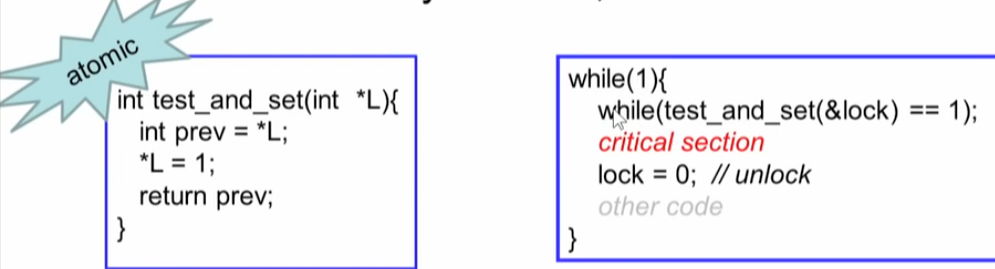 atomic
int test_and_set(int *L){
int prev = *L;
*L = 1;
return prev;
}
while(1){
while(test_and_set(&lock) == 1);
critical section
lock = 0; // unlock
other code
}